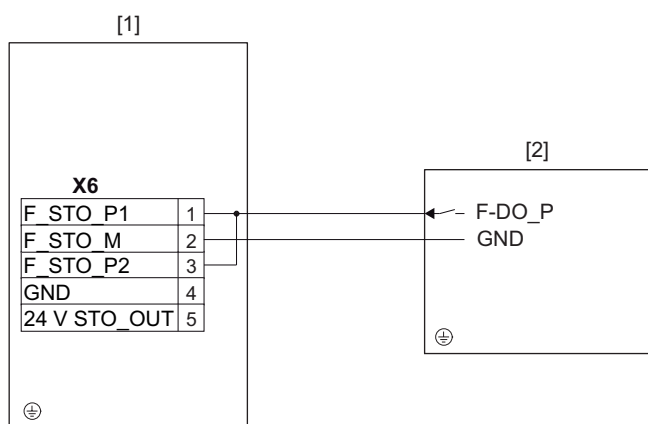 [1]
[2]
X6
F_STO_P1 1
F_STO_M 2
F_STO_P2 3
GND 4
24 V STO_OUT 5
F-DO_P
GND